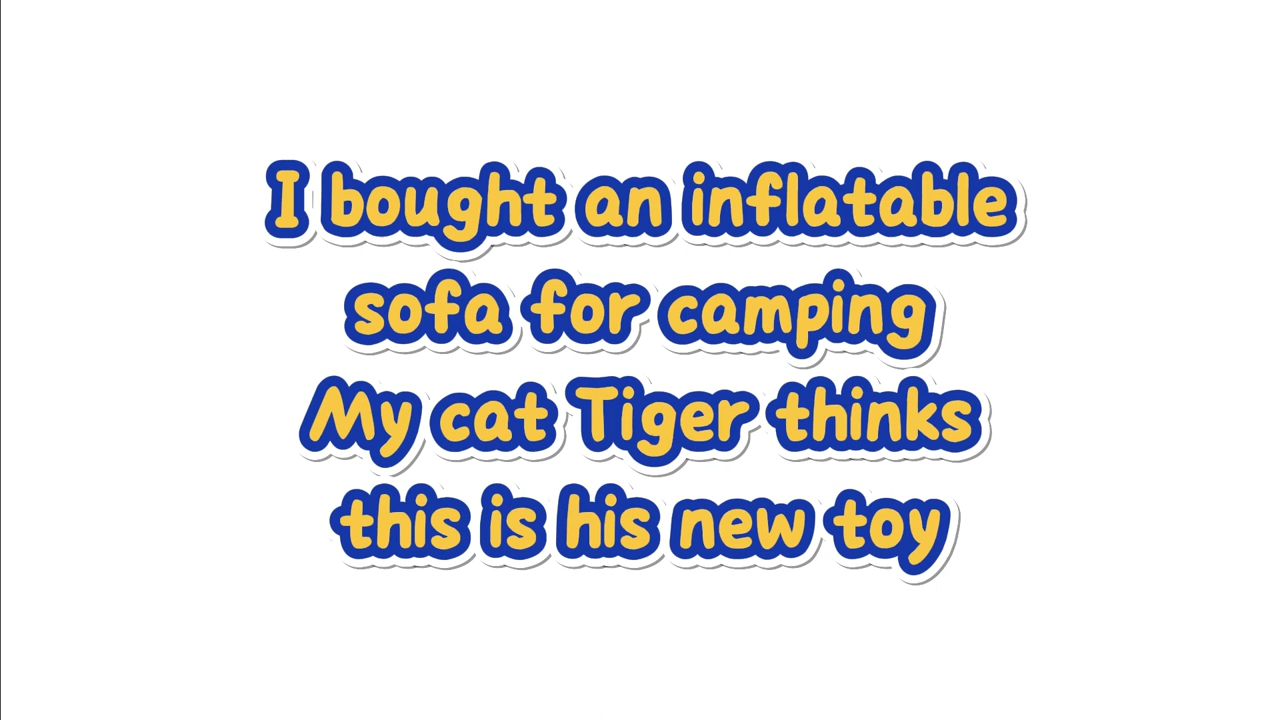 I bought an inflatable
sofa for camping
My cat Tiger thinks
this is his new toy